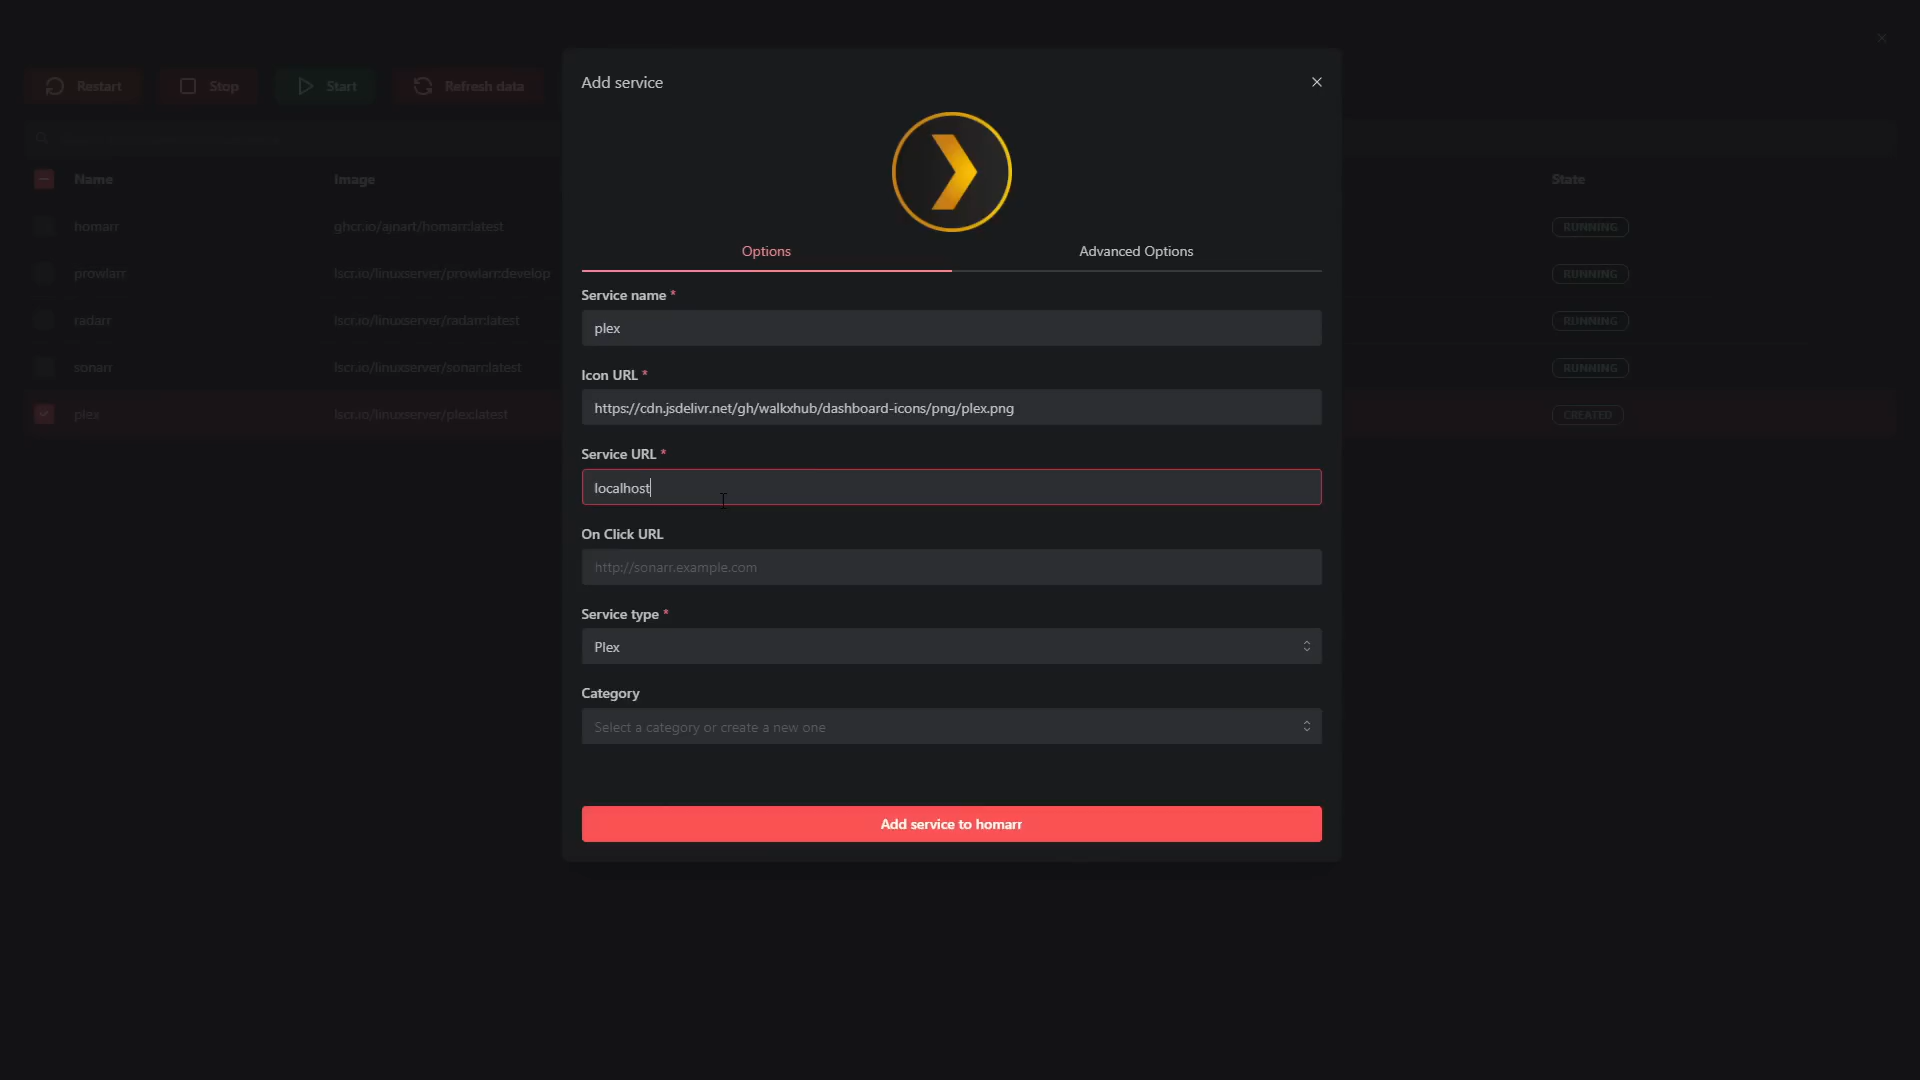 Restart
Stop
Start
Refresh data
Add service
Name
Image
State
homarr
ghcr.io/ajnart/homarr:latest
RUNNING
prowlarr
lscr.io/linuxserver/prowlarr:develop
RUNNING
radarr
lscr.io/linuxserver/radarr:latest
RUNNING
sonarr
lscr.io/linuxserver/sonarr:latest
RUNNING
plex
lscr.io/linuxserver/plex:latest
CREATED
Options
Advanced Options
Service name *
plex
Icon URL *
https://cdn.jsdelivr.net/gh/walkxhub/dashboard-icons/png/plex.png
Service URL *
localhost
On Click URL
http://sonarr.example.com
Service type *
Plex
Category
Select a category or create a new one
Add service to homarr